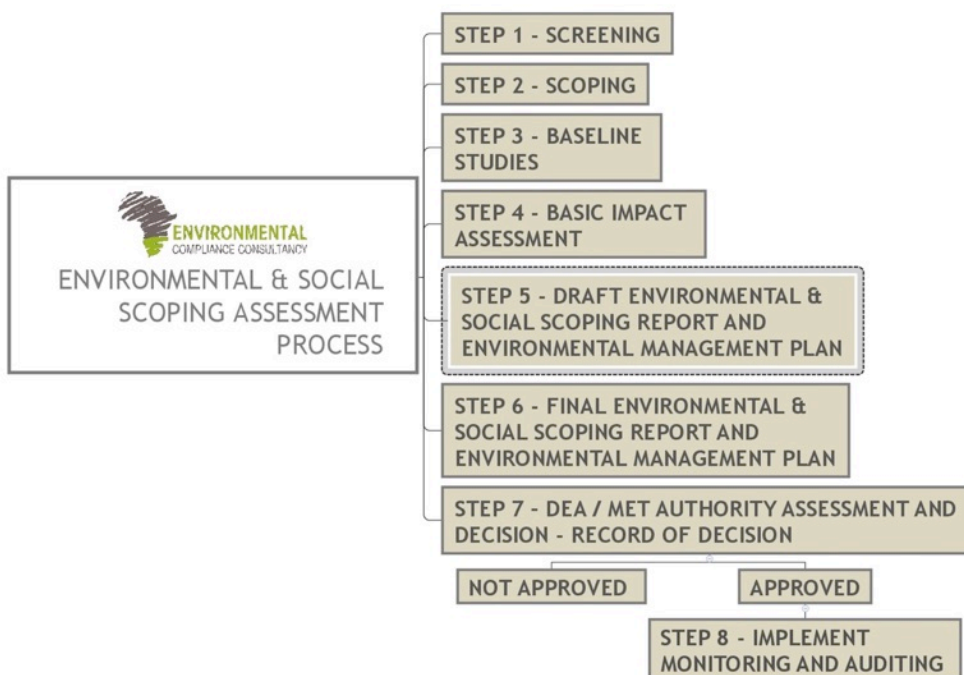 ENVIRONMENTAL
COMPLIANCE CONSULTANCY
ENVIRONMENTAL & SOCIAL
SCOPING ASSESSMENT
PROCESS
STEP 1 - SCREENING
STEP 2 - SCOPING
STEP 3 - BASELINE
STUDIES
STEP 4 - BASIC IMPACT
ASSESSMENT
STEP 5 - DRAFT ENVIRONMENTAL &
SOCIAL SCOPING REPORT AND
ENVIRONMENTAL MANAGEMENT PLAN
STEP 6 - FINAL ENVIRONMENTAL &
SOCIAL SCOPING REPORT AND
ENVIRONMENTAL MANAGEMENT PLAN
STEP 7 - DEA / MET AUTHORITY ASSESSMENT AND
DECISION - RECORD OF DECISION
NOT APPROVED
APPROVED
STEP 8 - IMPLEMENT
MONITORING AND AUDITING